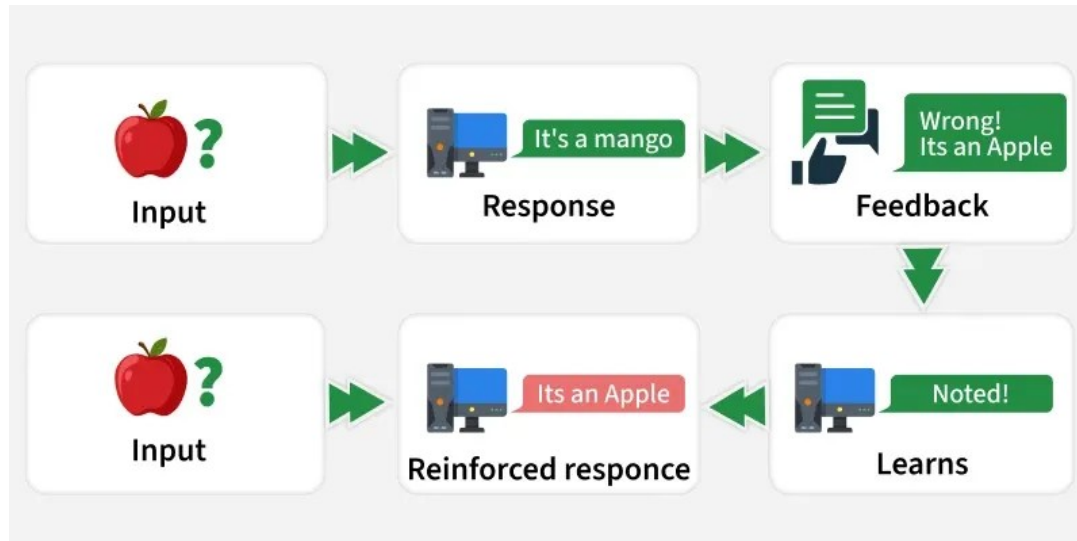 ?
It's a mango
Wrong!
Its an Apple
Input
Response
Feedback
?
Its an Apple
Noted!
Input
Reinforced responce
Learns